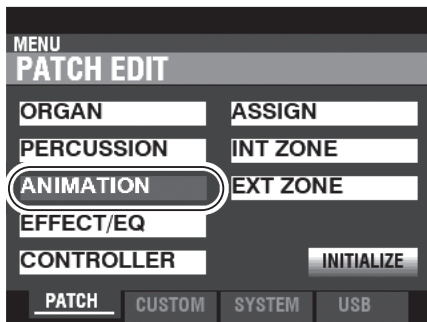 MENU
PATCH EDIT
ORGAN
ASSIGN
PERCUSSION
INT ZONE
ANIMATION
EXT ZONE
EFFECT/EQ
CONTROLLER
INITIALIZE
PATCH
CUSTOM
SYSTEM
USB